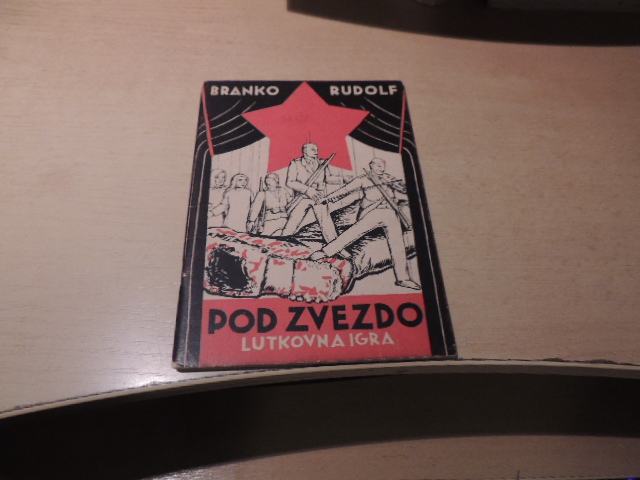 BRANKO RUDOLF
POD ZVEZDO
LUTKOVNA IGRA